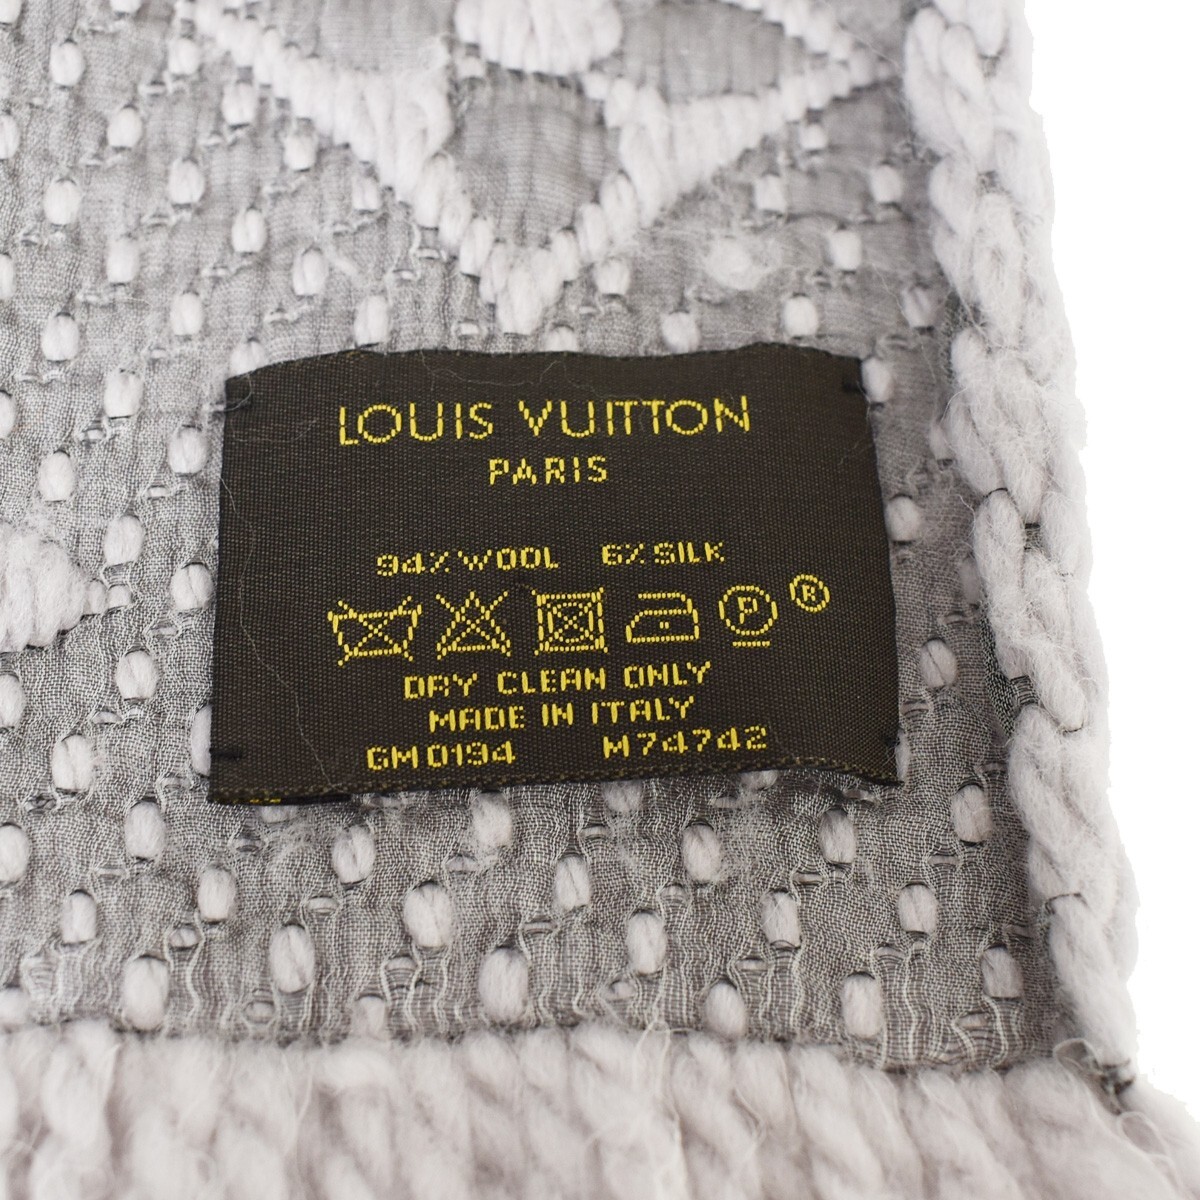 LOUIS VUITTON
PARIS
94% WOOL 6% SILK
P ®
DRY CLEAN ONLY
MADE IN ITALY
GM0194 M74742